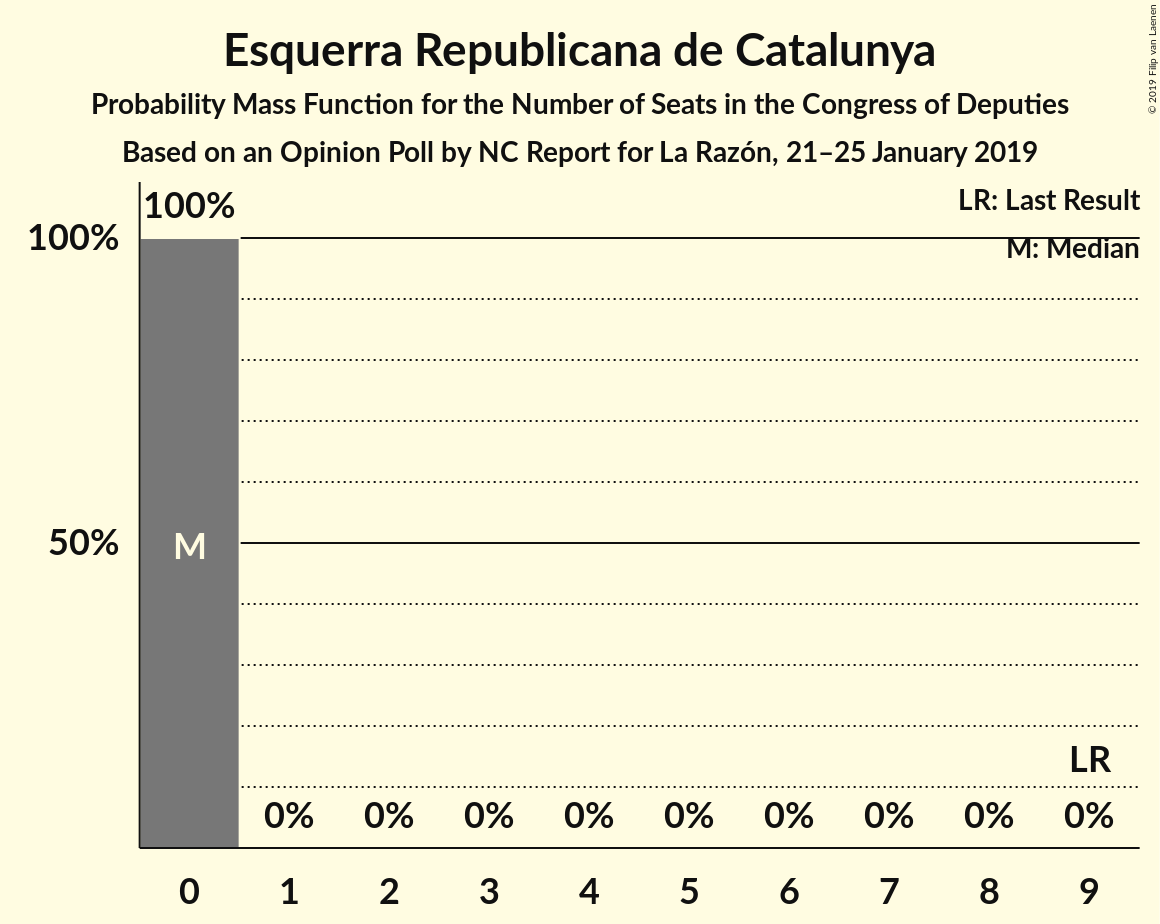 Esquerra Republicana de Catalunya
Probability Mass Function for the Number of Seats in the Congress of Deputies
Based on an Opinion Poll by NC Report for La Razón, 21–25 January 2019
© 2019 Filip van Laenen
LR: Last Result
M: Median
100%
100%
50%
M
LR
0% 0% 0% 0% 0% 0% 0% 0% 0%
0 1 2 3 4 5 6 7 8 9